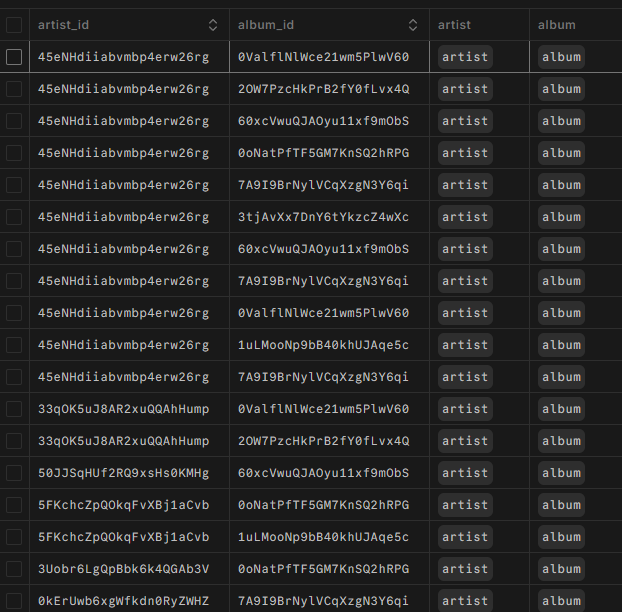 artist_id album_id artist album
45eNHdiiabvmbp4erw26rg 0ValflNlWce21wm5PlwV60 artist album
45eNHdiiabvmbp4erw26rg 2OW7PzcHkPrB2fY0fLvx4Q artist album
45eNHdiiabvmbp4erw26rg 60xcVwuQJAOyu11xf9mObS artist album
45eNHdiiabvmbp4erw26rg 0oNatPfTF5GM7KnSQ2hRPG artist album
45eNHdiiabvmbp4erw26rg 7A9I9BrNylVCqXzgN3Y6qi artist album
45eNHdiiabvmbp4erw26rg 3tjAvXx7DnY6tYkzcZ4wXc artist album
45eNHdiiabvmbp4erw26rg 60xcVwuQJAOyu11xf9mObS artist album
45eNHdiiabvmbp4erw26rg 7A9I9BrNylVCqXzgN3Y6qi artist album
45eNHdiiabvmbp4erw26rg 0ValflNlWce21wm5PlwV60 artist album
45eNHdiiabvmbp4erw26rg 1uLMooNp9bB40khUJAqe5c artist album
45eNHdiiabvmbp4erw26rg 7A9I9BrNylVCqXzgN3Y6qi artist album
33qOK5uJ8AR2xuQQAhHump 0ValflNlWce21wm5PlwV60 artist album
33qOK5uJ8AR2xuQQAhHump 2OW7PzcHkPrB2fY0fLvx4Q artist album
50JJSqHUf2RQ9xsHs0KMHg 60xcVwuQJAOyu11xf9mObS artist album
5FKchcZpQOkqFvXBj1aCvb 0oNatPfTF5GM7KnSQ2hRPG artist album
5FKchcZpQOkqFvXBj1aCvb 1uLMooNp9bB40khUJAqe5c artist album
3Uobr6LgQpBbk6k4QGAb3V 0oNatPfTF5GM7KnSQ2hRPG artist album
0kErUwb6xgWfkdn0RyZWHZ 7A9I9BrNylVCqXzgN3Y6qi artist album